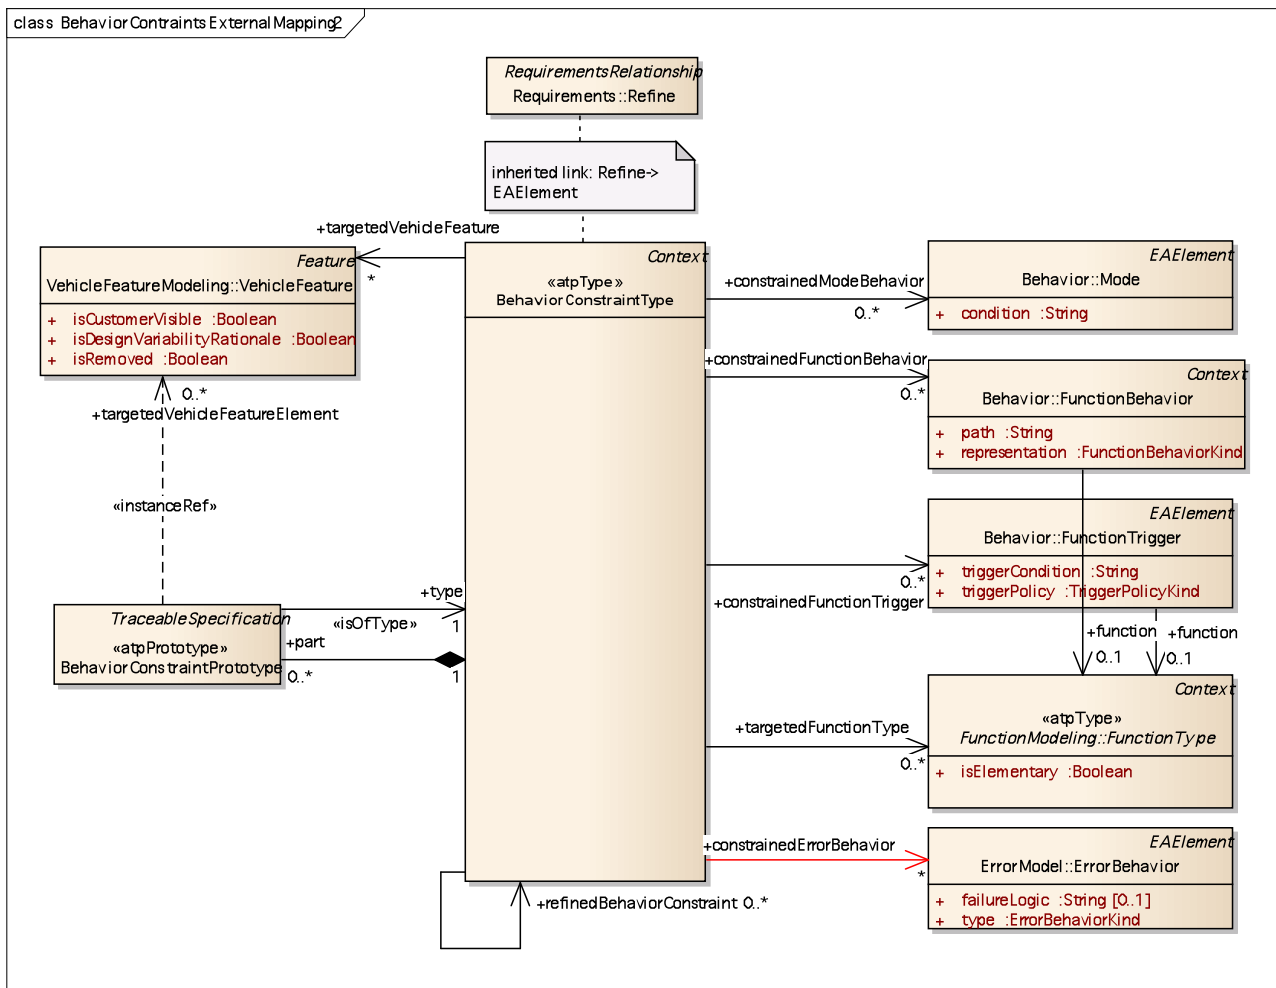 class BehaviorContraintsExternalMapping2
RequirementsRelationship
Requirements::Refine
inherited link: Refine->
EAElement
+targetedVehicleFeature
*
Feature
VehicleFeatureModeling::VehicleFeature
+ isCustomerVisible :Boolean
+ isDesignVariabilityRationale :Boolean
+ isRemoved :Boolean
0..*
+targetedVehicleFeatureElement
«instanceRef»
TraceableSpecification
«atpPrototype»
BehaviorConstraintPrototype
+type
«isOfType»
1
+part
0..*
1
Context
«atpType»
BehaviorConstraintType
+constrainedModeBehavior
0..*
EAElement
Behavior::Mode
+ condition :String
+constrainedFunctionBehavior
0..*
Context
Behavior::FunctionBehavior
+ path :String
+ representation :FunctionBehaviorKind
EAElement
Behavior::FunctionTrigger
+ triggerCondition :String
+ triggerPolicy :TriggerPolicyKind
0..*
+constrainedFunctionTrigger
+function
0..1
+function
0..1
Context
«atpType»
FunctionModeling::FunctionType
+ isElementary :Boolean
+targetedFunctionType
0..*
+constrainedErrorBehavior
*
EAElement
ErrorModel::ErrorBehavior
+ failureLogic :String [0..1]
+ type :ErrorBehaviorKind
+refinedBehaviorConstraint 0..*